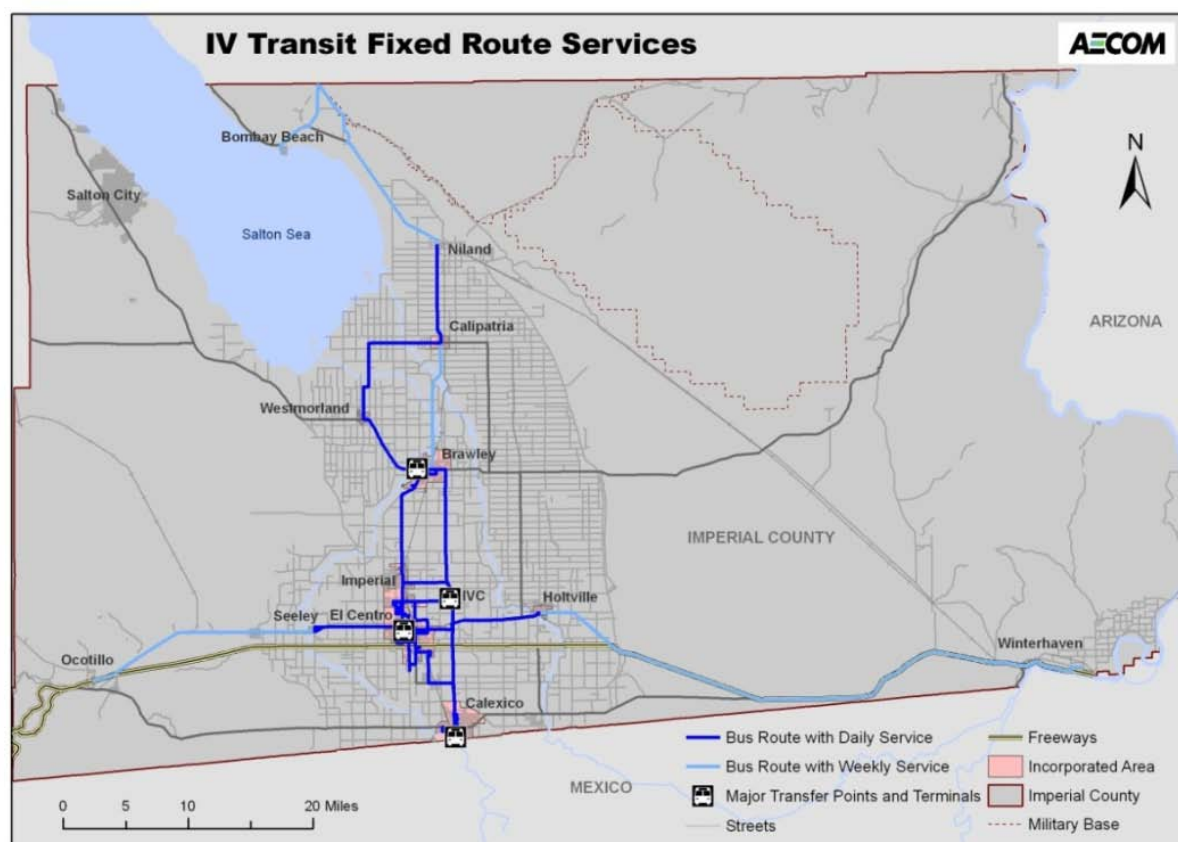 IV Transit Fixed Route Services
AECOM
Bombay Beach
N
Salton City
Salton Sea
Niland
ARIZONA
Calipatria
Westmorland
Brawley
IMPERIAL COUNTY
Imperial
IVC
Holtville
Seeley
El Centro
Winterhaven
Ocotillo
Calexico
Bus Route with Daily Service
Freeways
Bus Route with Weekly Service
Incorporated Area
MEXICO
Major Transfer Points and Terminals
Imperial County
0 5 10 20 Miles
Streets
Military Base